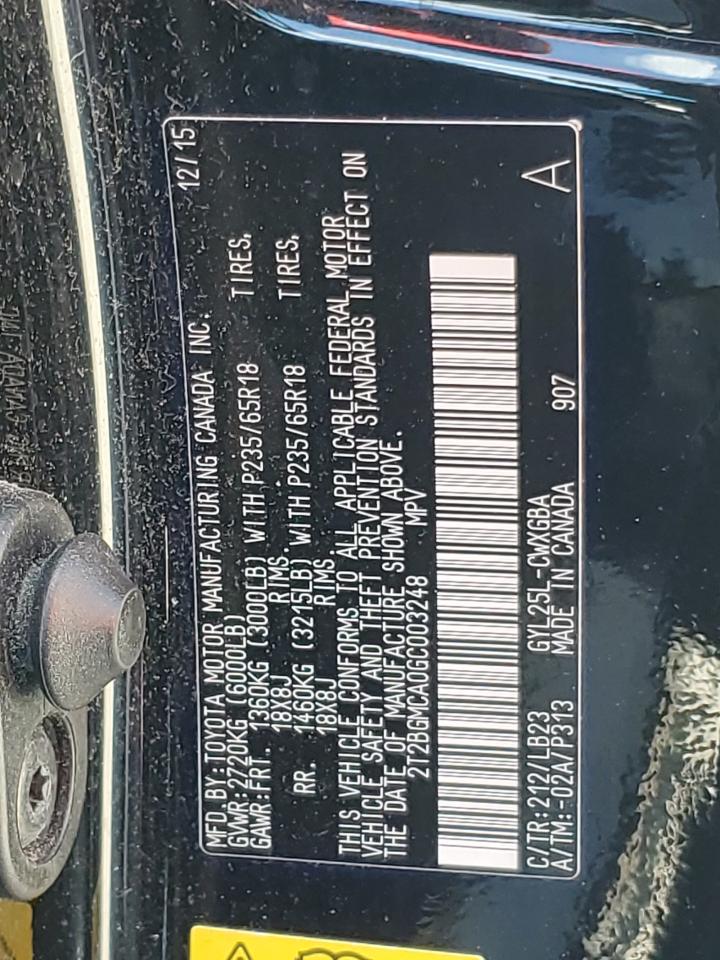 MFD. BY: TOYOTA MOTOR MANUFACTURING CANADA INC. 12/15
GVWR: 2720KG (6000LB)
GAWR: FRT. 1360KG (3000LB) WITH P235/65R18 TIRES,
18X8J RIMS.
RR. 1460KG (3215LB) WITH P235/65R18 TIRES,
18X8J RIMS.
THIS VEHICLE CONFORMS TO ALL APPLICABLE FEDERAL MOTOR
VEHICLE SAFETY AND THEFT PREVENTION STANDARDS IN EFFECT ON
THE DATE OF MANUFACTURE SHOWN ABOVE.
2T2BGMCA0GC003248 MPV
C/TR: 212/LB23 GYL25L-CWXGBA
A/TM: -02A/P313 MADE IN CANADA 907 A